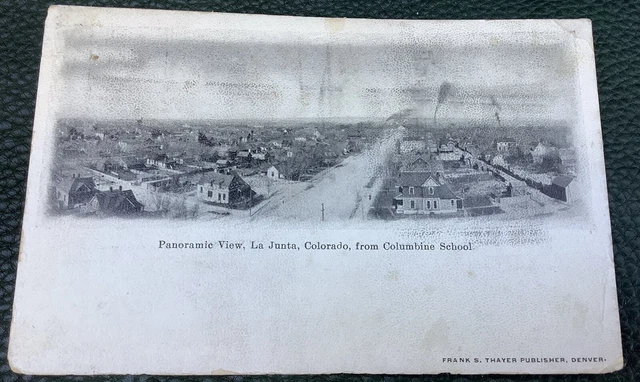 Panoramic View, La Junta, Colorado, from Columbine School
FRANK S. THAYER PUBLISHER, DENVER.